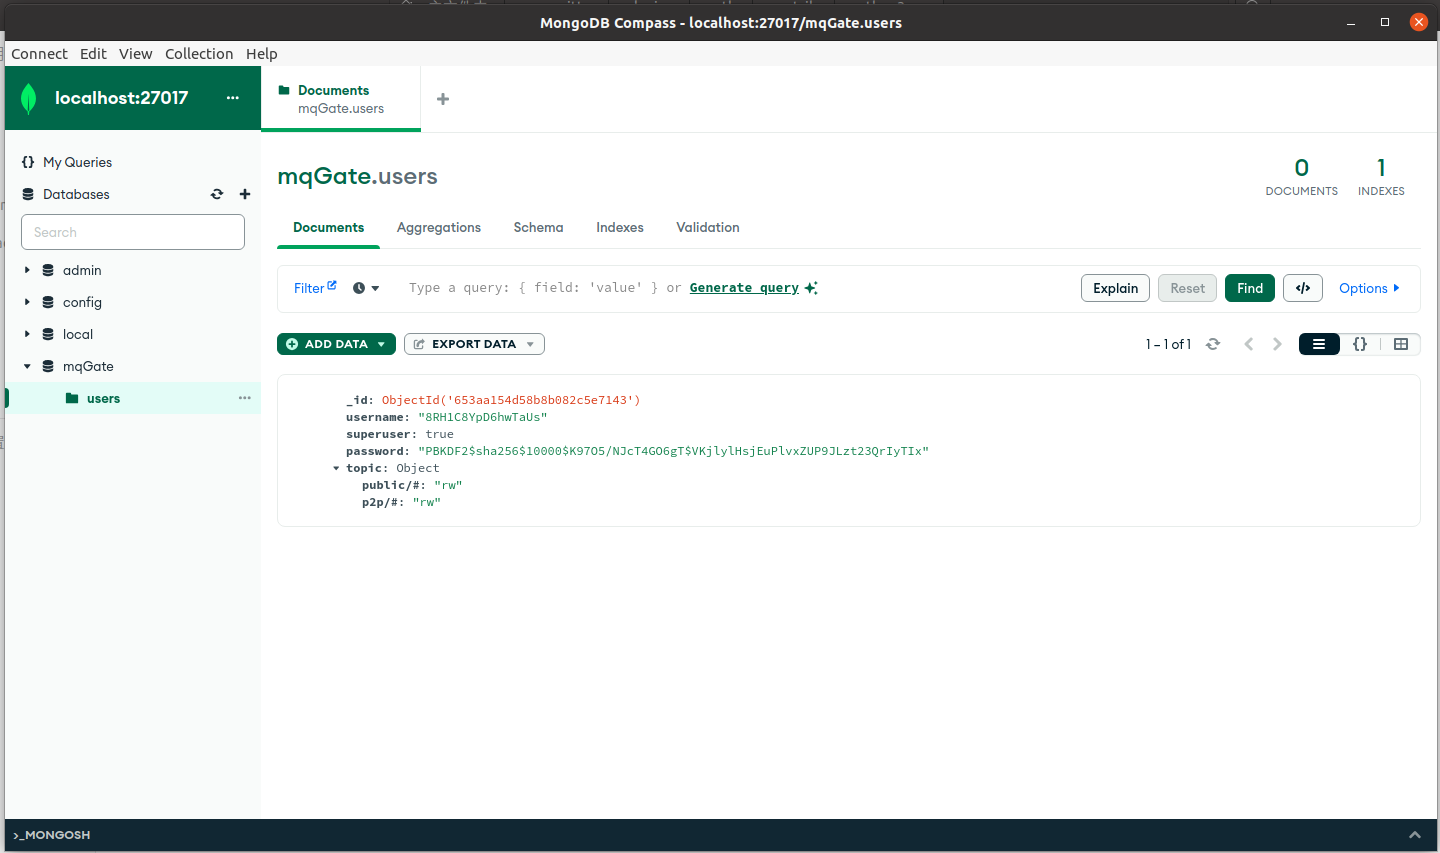 MongoDB Compass - localhost:27017/mqGate.users
Connect Edit View Collection Help
localhost:27017
Documents
mqGate.users
{} My Queries
Databases
Search
admin
config
local
mqGate
users
mqGate.users
0
DOCUMENTS
1
INDEXES
Documents Aggregations Schema Indexes Validation
Filter Type a query: { field: 'value' } or Generate query Explain Reset Find </> Options
ADD DATA EXPORT DATA 1 – 1 of 1 {}
_id: ObjectId('653aa154d58b8b082c5e7143')
username: "8RH1C8YpD6hwTaUs"
superuser: true
password: "PBKDF2$sha256$10000$K97O5/NJcT4GO6gT$VKjlylHsjEuPlvxZUP9JLzt23QrIyTIx"
topic: Object
public/#: "rw"
p2p/#: "rw"
>_MONGOSH